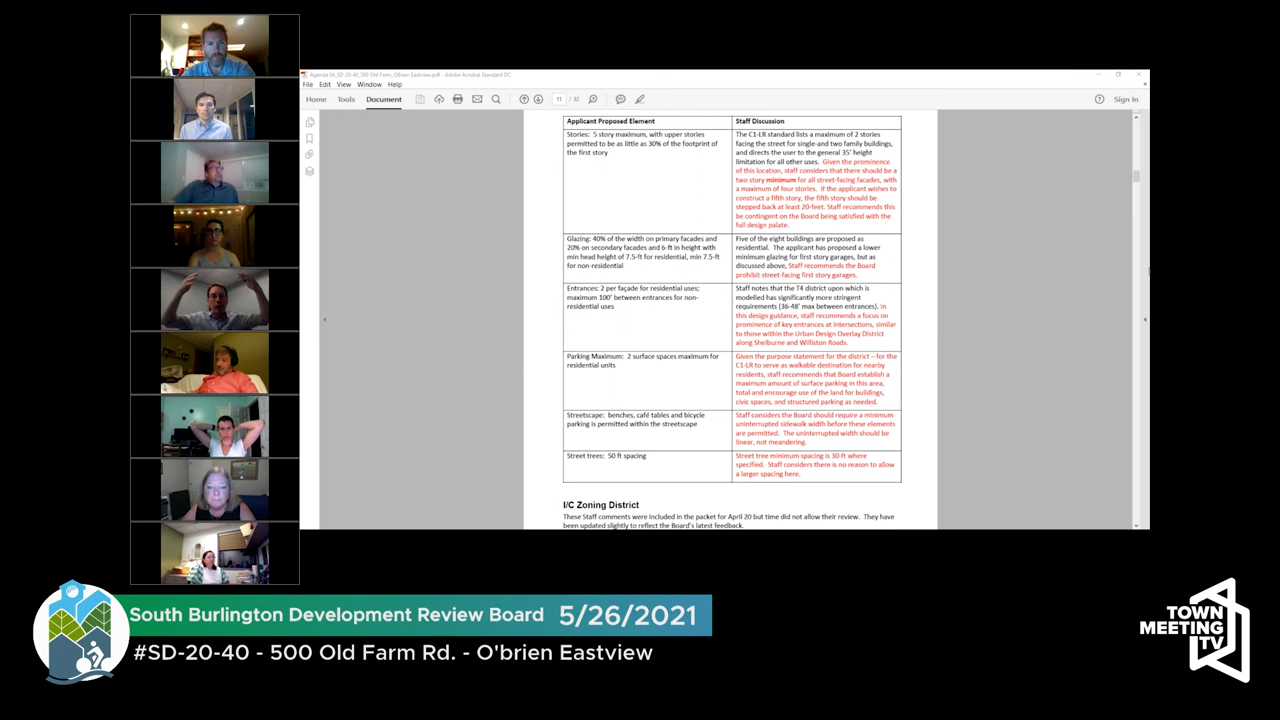 Agenda 04_SD-20-40_500 Old Farm_OBrien Eastview.pdf - Adobe Acrobat Standard DC
File Edit View Window Help
Home Tools Document
11 / 82
Sign In
Applicant Proposed Element
Staff Discussion
Stories: 5 story maximum, with upper stories
permitted to be as little as 30% of the footprint of
the first story
The C1-LR standard lists a maximum of 2 stories
facing the street for single-and two family buildings,
and directs the user to the general 35' height
limitation for all other uses. Given the prominence
of this location, staff considers that there should be a
two story minimum for all street-facing facades, with
a maximum of four stories. If the applicant wishes to
construct a fifth story, the fifth story should be
stepped back at least 20-feet. Staff recommends this
be contingent on the Board being satisfied with the
full design palate.
Glazing: 40% of the width on primary facades and
20% on secondary facades and 6-ft in height with
min head height of 7.5-ft for residential, min 7.5-ft
for non-residential
Five of the eight buildings are proposed as
residential. The applicant has proposed a lower
minimum glazing for first story garages, but as
discussed above, Staff recommends the Board
prohibit street-facing first story garages.
Entrances: 2 per façade for residential uses;
maximum 100' between entrances for non-
residential uses
Staff notes that the T4 district upon which is
modelled has significantly more stringent
requirements (36-48' max between entrances). In
this design guidance, staff recommends a focus on
prominence of key entrances at intersections, similar
to those within the Urban Design Overlay District
along Shelburne and Williston Roads.
Parking Maximum: 2 surface spaces maximum for
residential units
Given the purpose statement for the district – for the
C1-LR to serve as walkable destination for nearby
residents, staff recommends that Board establish a
maximum amount of surface parking in this area,
total and encourage use of the land for buildings,
civic spaces, and structured parking as needed.
Streetscape: benches, café tables and bicycle
parking is permitted within the streetscape
Staff considers the Board should require a minimum
uninterrupted sidewalk width before these elements
are permitted. The uninterrupted width should be
linear, not meandering.
Street trees: 50 ft spacing
Street tree minimum spacing is 30-ft where
specified. Staff considers there is no reason to allow
a larger spacing here.
I/C Zoning District
These Staff comments were included in the packet for April 20 but time did not allow their review. They have
been updated slightly to reflect the Board's latest feedback.
South Burlington Development Review Board 5/26/2021
#SD-20-40 - 500 Old Farm Rd. - O'brien Eastview
TOWN
MEETING
TV